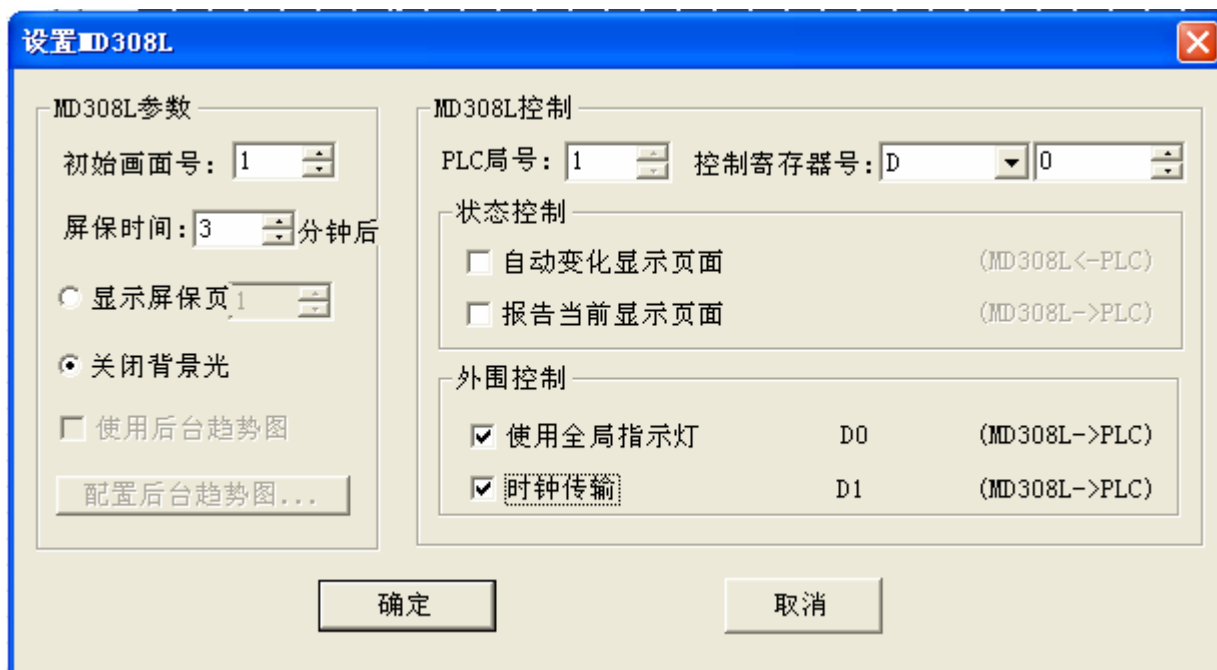 设置MD308L
MD308L参数
初始画面号: 1
屏保时间: 3 分钟后
显示屏保页 1
关闭背景光
使用后台趋势图
配置后台趋势图...
MD308L控制
PLC局号: 1 控制寄存器号: D 0
状态控制
自动变化显示页面 (MD308L<-PLC)
报告当前显示页面 (MD308L->PLC)
外围控制
使用全局指示灯 D0 (MD308L->PLC)
时钟传输 D1 (MD308L->PLC)
确定 取消